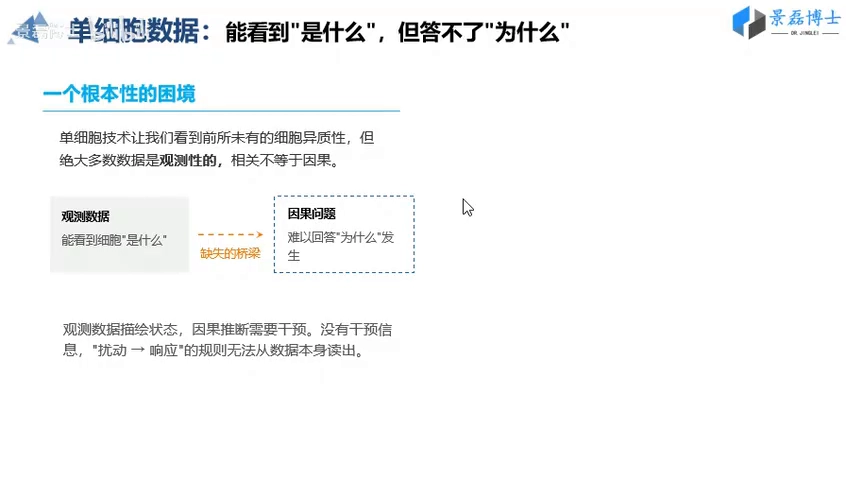 单细胞数据：能看到"是什么"，但答不了"为什么"
景磊博士
DR JINGLEI
一个根本性的困境
单细胞技术让我们看到前所未有的细胞异质性，但
绝大多数数据是观测性的，相关不等于因果。
观测数据
能看到细胞"是什么"
缺失的桥梁
因果问题
难以回答"为什么"发
生
观测数据描绘状态，因果推断需要干预。没有干预信
息，"扰动 → 响应"的规则无法从数据本身读出。